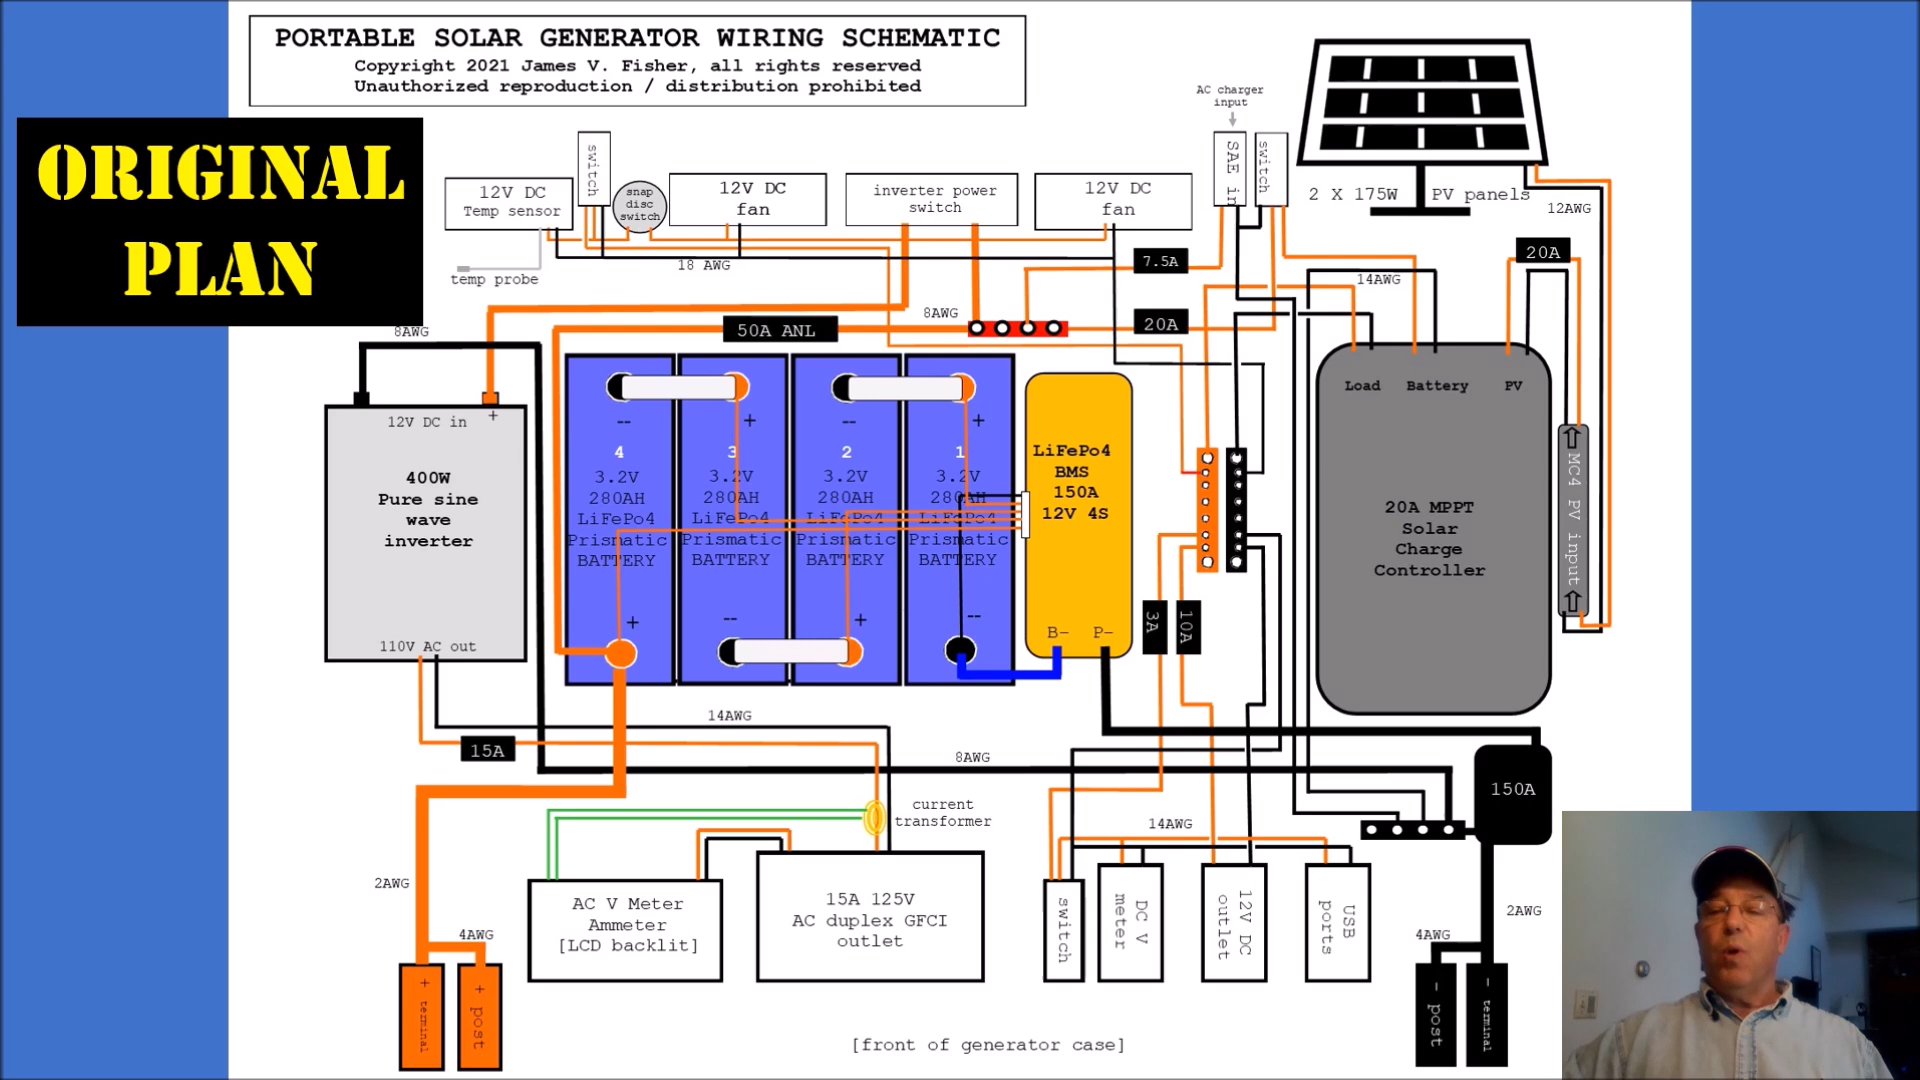 PORTABLE SOLAR GENERATOR WIRING SCHEMATIC
Copyright 2021 James V. Fisher, all rights reserved
Unauthorized reproduction / distribution prohibited
ORIGINAL
PLAN
AC charger
input
SAE in
switch
2 X 175W PV panels
12AWG
switch
12V DC
Temp sensor
snap
disc
switch
12V DC
fan
inverter power
switch
12V DC
fan
temp probe
18 AWG
7.5A
20A
14AWG
8AWG
8AWG
50A ANL
20A
12V DC in
+
400W
Pure sine
wave
inverter
110V AC out
--
4
3.2V
280AH
LiFePo4
Prismatic
BATTERY
+
+
3
3.2V
280AH
LiFePo4
Prismatic
BATTERY
--
--
2
3.2V
280AH
LiFePo4
Prismatic
BATTERY
+
+
1
3.2V
280AH
LiFePo4
Prismatic
BATTERY
--
LiFePo4
BMS
150A
12V 4S
B-
P-
3A
10A
Load
Battery
PV
20A MPPT
Solar
Charge
Controller
MC4 PV input
14AWG
15A
8AWG
150A
current
transformer
14AWG
2AWG
4AWG
AC V Meter
Ammeter
[LCD backlit]
15A 125V
AC duplex GFCI
outlet
switch
DC V
meter
12V DC
outlet
USB
ports
2AWG
4AWG
+ terminal
+ post
- post
- terminal
[front of generator case]